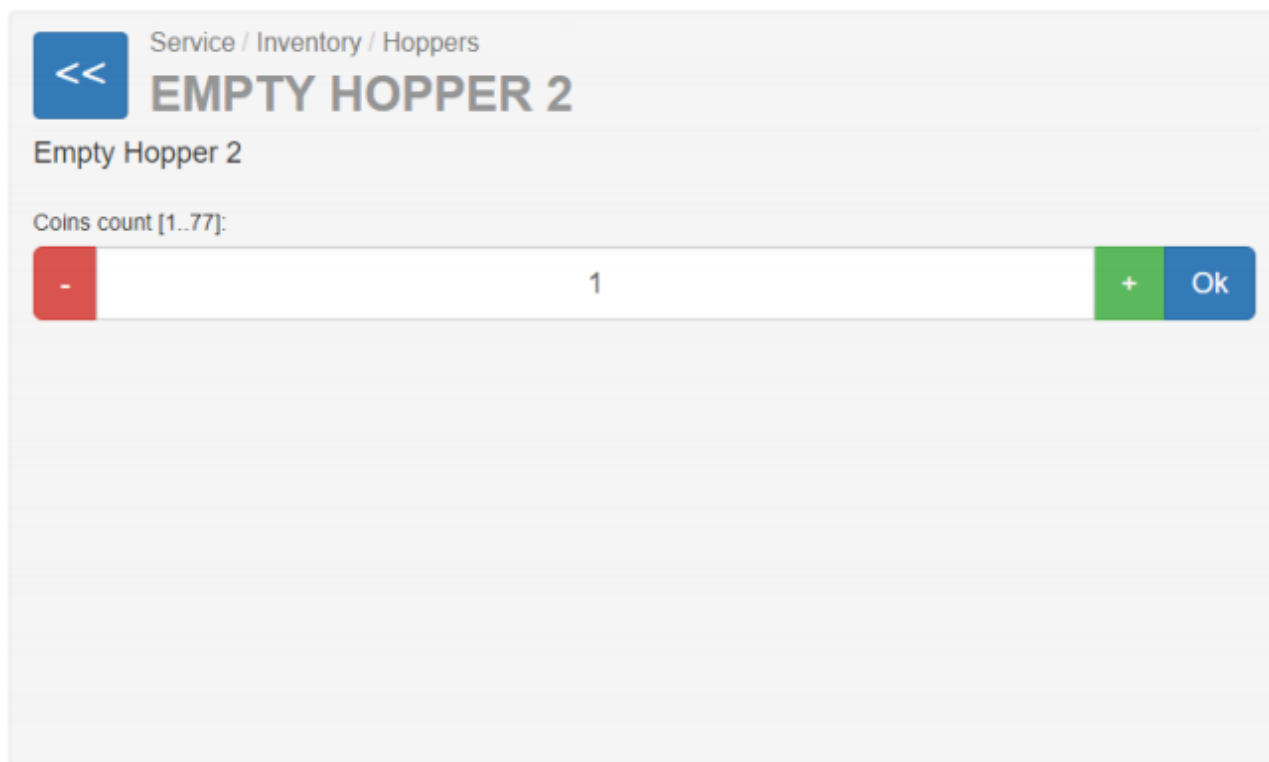 <<
Service / Inventory / Hoppers
EMPTY HOPPER 2
Empty Hopper 2
Coins count [1..77]:
- 1 + Ok